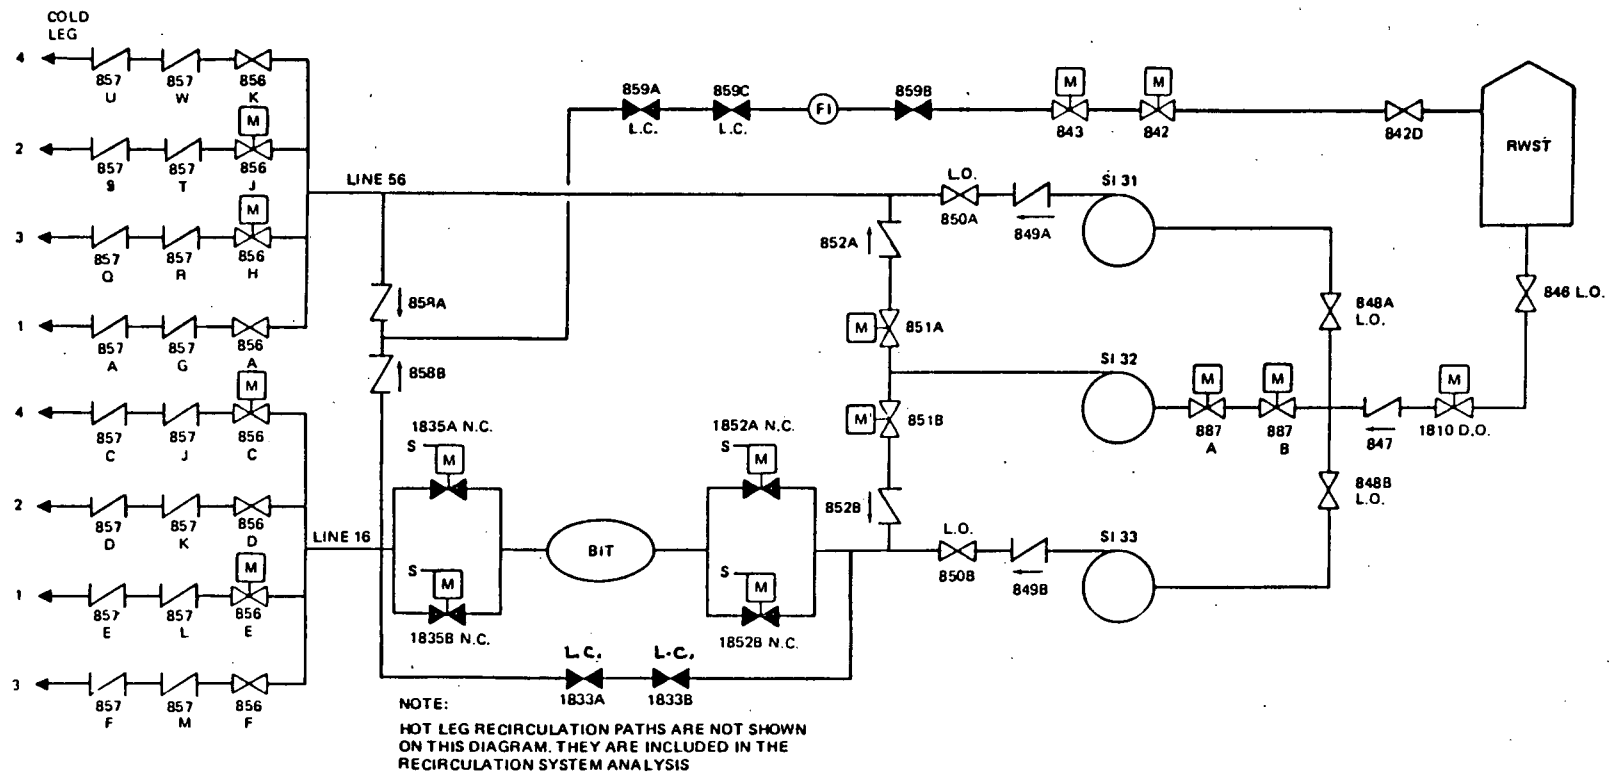 COLD
LEG
4
857
U
857
W
856
K
2
857
9
857
T
M
856
J
3
857
Q
857
R
M
856
H
1
857
A
857
G
856
A
4
857
C
857
J
M
856
C
2
857
D
857
K
856
D
1
857
E
857
L
M
856
E
3
857
F
857
M
856
F
LINE 56
LINE 16
859A
L.C.
859C
L.C.
FI
859B
M
843
M
842
842D
RWST
846 L.O.
L.O.
850A
849A
SI 31
852A
858A
858B
M
851A
M
851B
852B
SI 32
848A
L.O.
M
887
A
M
887
B
847
M
1810 D.O.
848B
L.O.
1835A N.C.
S
M
S
M
1835B N.C.
BIT
1852A N.C.
S
M
S
M
1852B N.C.
L.O.
850B
849B
SI 33
L.C.
1833A
L.C.
1833B
NOTE:
HOT LEG RECIRCULATION PATHS ARE NOT SHOWN
ON THIS DIAGRAM. THEY ARE INCLUDED IN THE
RECIRCULATION SYSTEM ANALYSIS